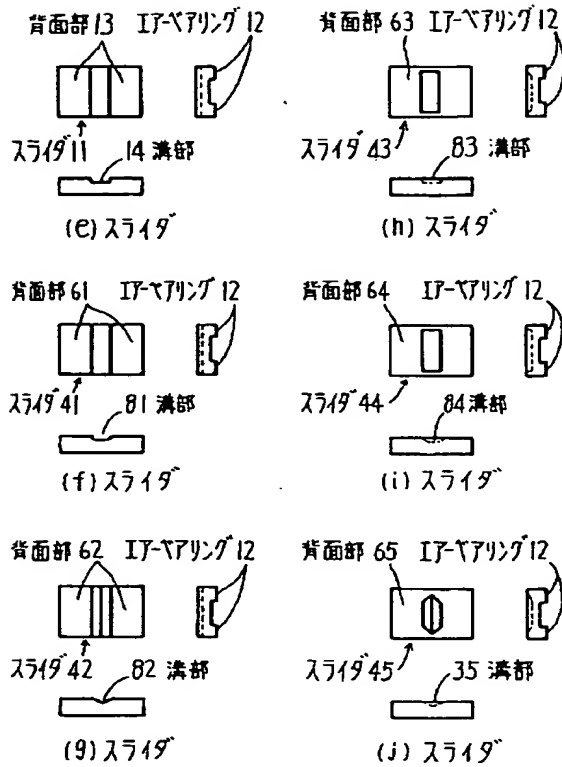 背面部 13 エアーベアリング 12
スライダ 11 14 溝部
(e) スライダ
背面部 61 エアーベアリング 12
スライダ 41 81 溝部
(f) スライダ
背面部 62 エアーベアリング 12
スライダ 42 82 溝部
(g) スライダ
背面部 63 エアーベアリング 12
スライダ 43 83 溝部
(h) スライダ
背面部 64 エアーベアリング 12
スライダ 44 84 溝部
(i) スライダ
背面部 65 エアーベアリング 12
スライダ 45 35 溝部
(j) スライダ